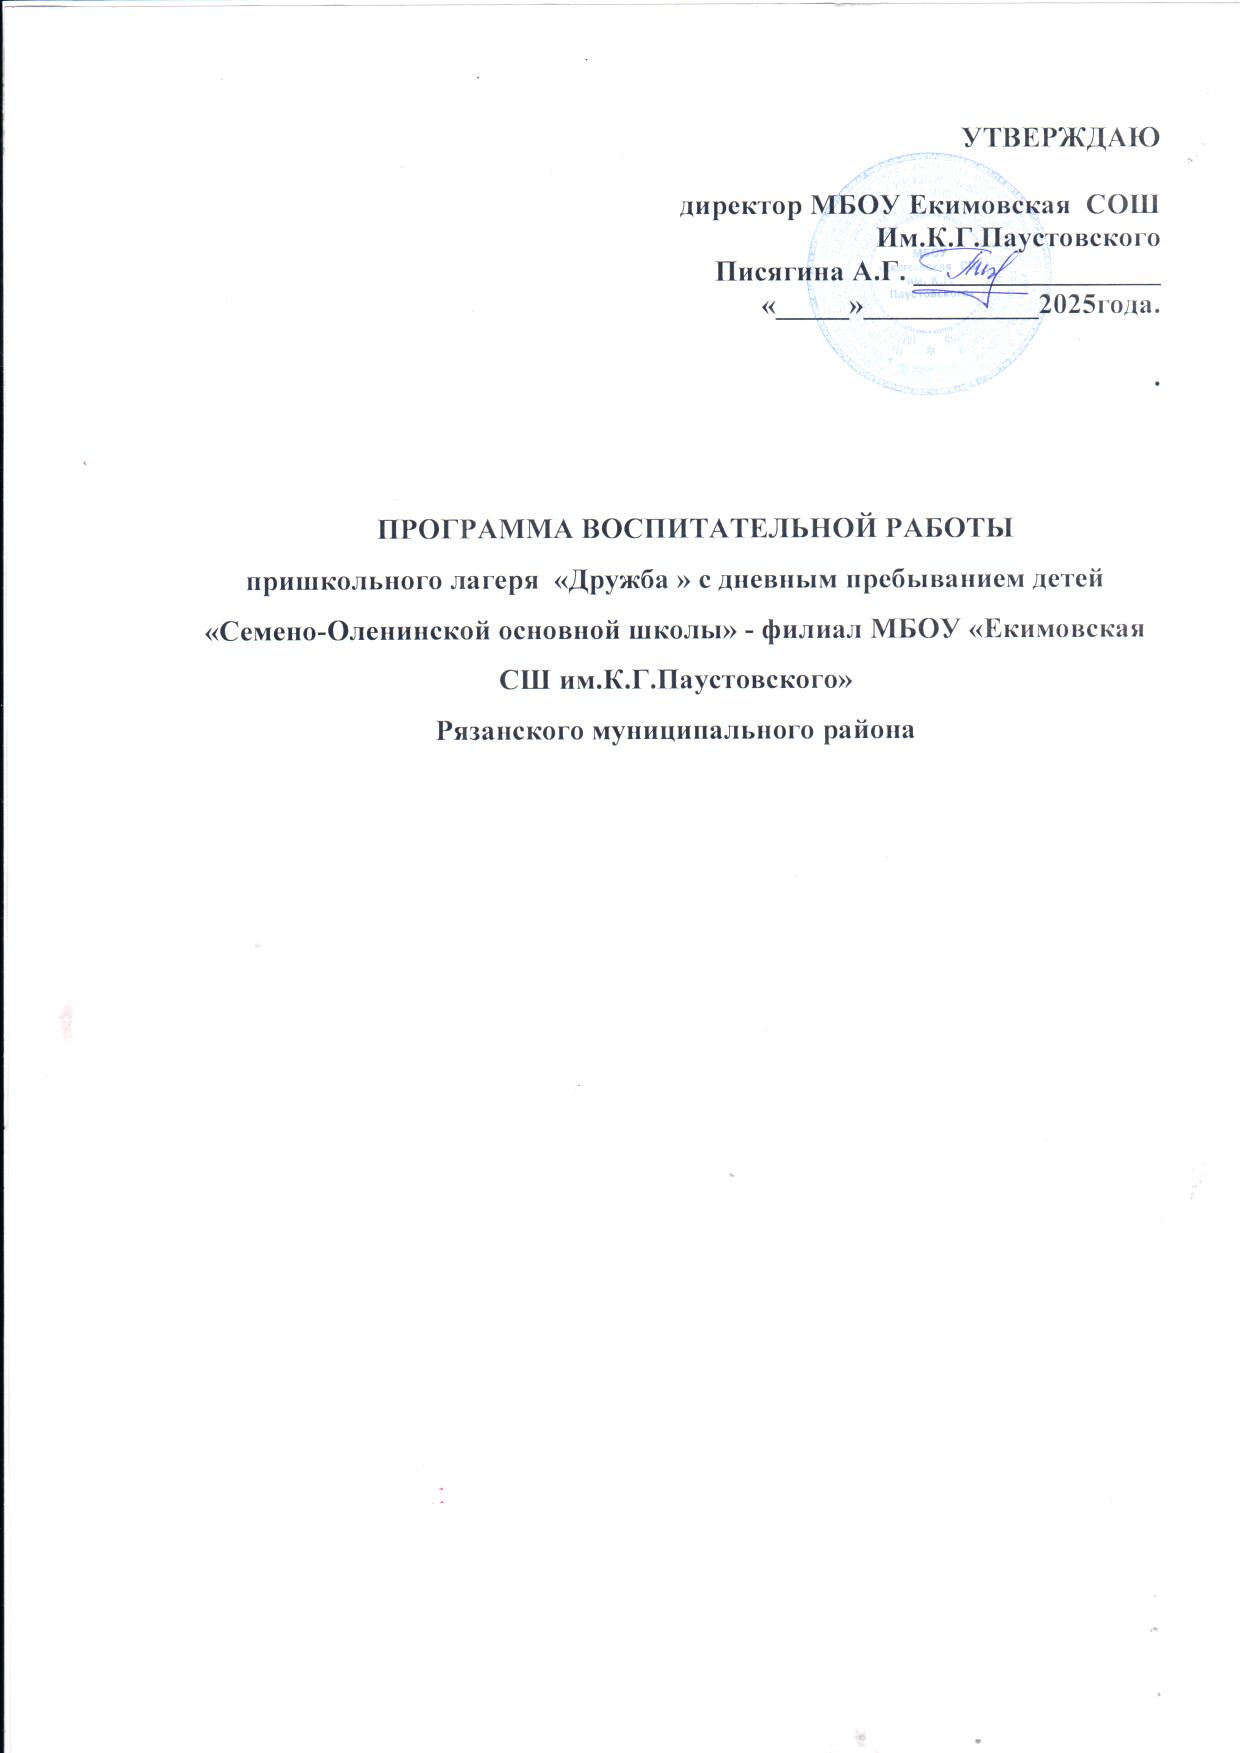 УТВЕРЖДАЮ
директор МБОУ Екимовская СОШ
Им.К.Г.Паустовского
Писягина А.Г. __________________
«_____»____________2025года.
.
ПРОГРАММА ВОСПИТАТЕЛЬНОЙ РАБОТЫ
пришкольного лагеря «Дружба » с дневным пребыванием детей
«Семено-Оленинской основной школы» - филиал МБОУ «Екимовская
СШ им.К.Г.Паустовского»
Рязанского муниципального района